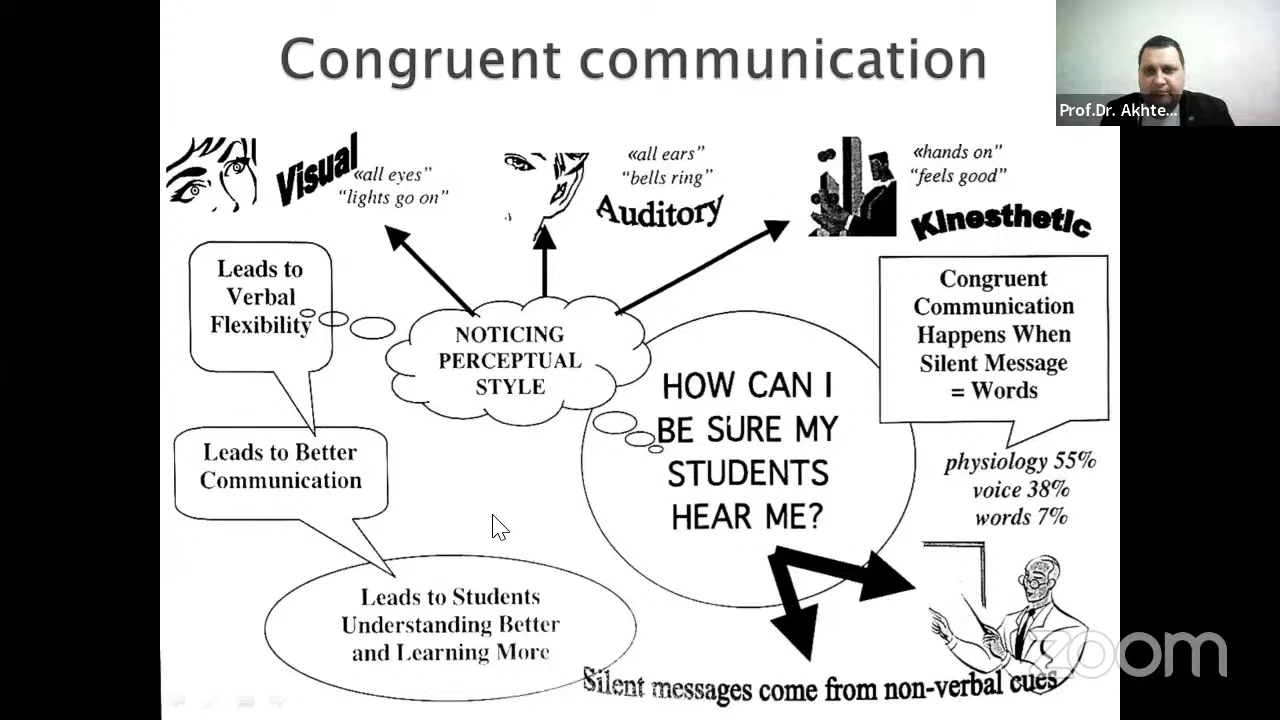 Congruent communication
Prof.Dr. Akhte...
Visual
«all eyes”
“lights go on”
«all ears”
“bells ring”
Auditory
«hands on”
“feels good”
Kinesthetic
Leads to
Verbal
Flexibility
NOTICING
PERCEPTUAL
STYLE
Congruent
Communication
Happens When
Silent Message
= Words
HOW CAN I
BE SURE MY
STUDENTS
HEAR ME?
Leads to Better
Communication
physiology 55%
voice 38%
words 7%
Leads to Students
Understanding Better
and Learning More
Silent messages come from non-verbal cues
zoom